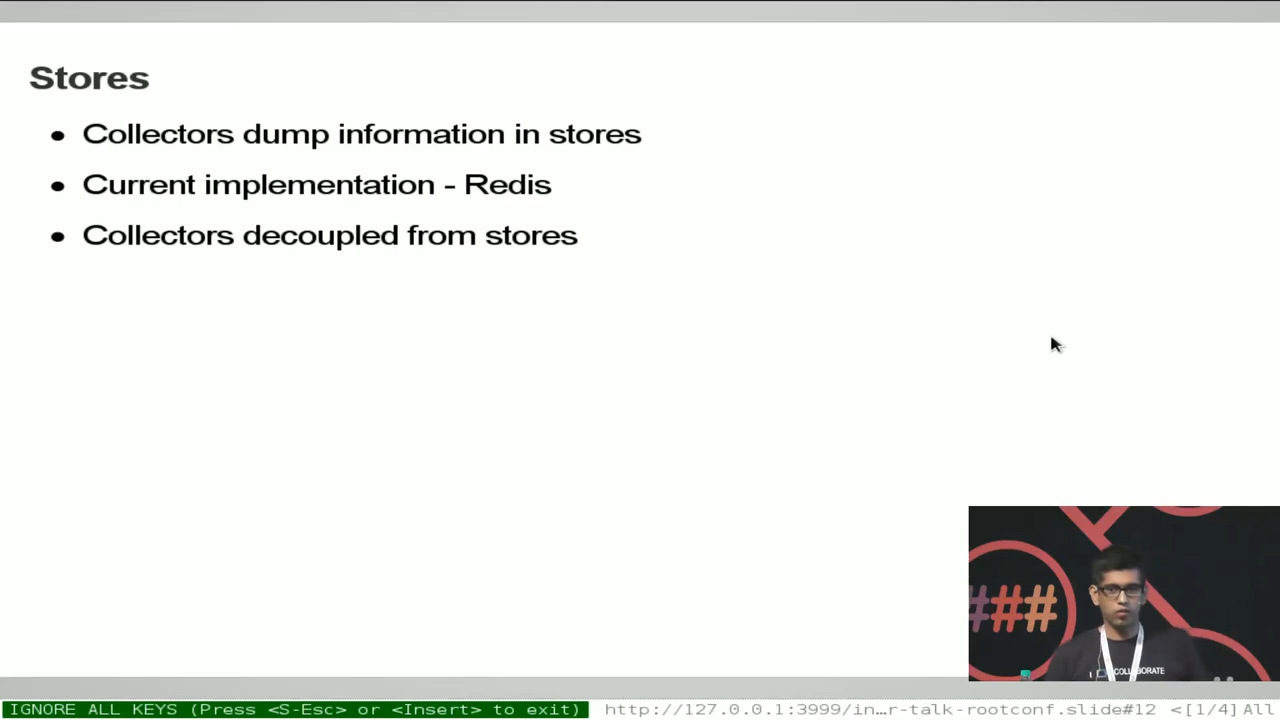 Stores
Collectors dump information in stores
Current implementation - Redis
Collectors decoupled from stores
###
COLLABORATE
IGNORE ALL KEYS (Press <S-Esc> or <Insert> to exit) http://127.0.0.1:3999/in…r-talk-rootconf.slide#12 <[1/4] All